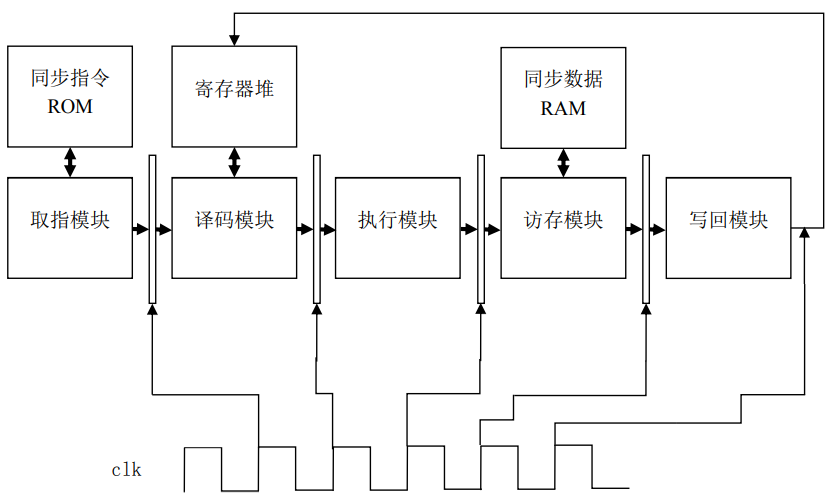 同步指令
ROM
寄存器堆
同步数据
RAM
取指模块
译码模块
执行模块
访存模块
写回模块
clk